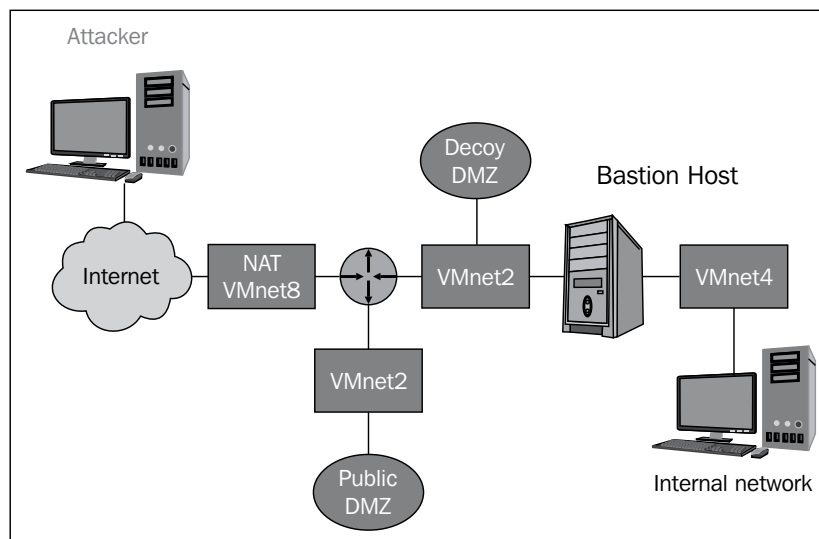 Attacker
Decoy
DMZ
Bastion Host
Internet
NAT
VMnet8
VMnet2
VMnet4
VMnet2
Public
DMZ
Internal network